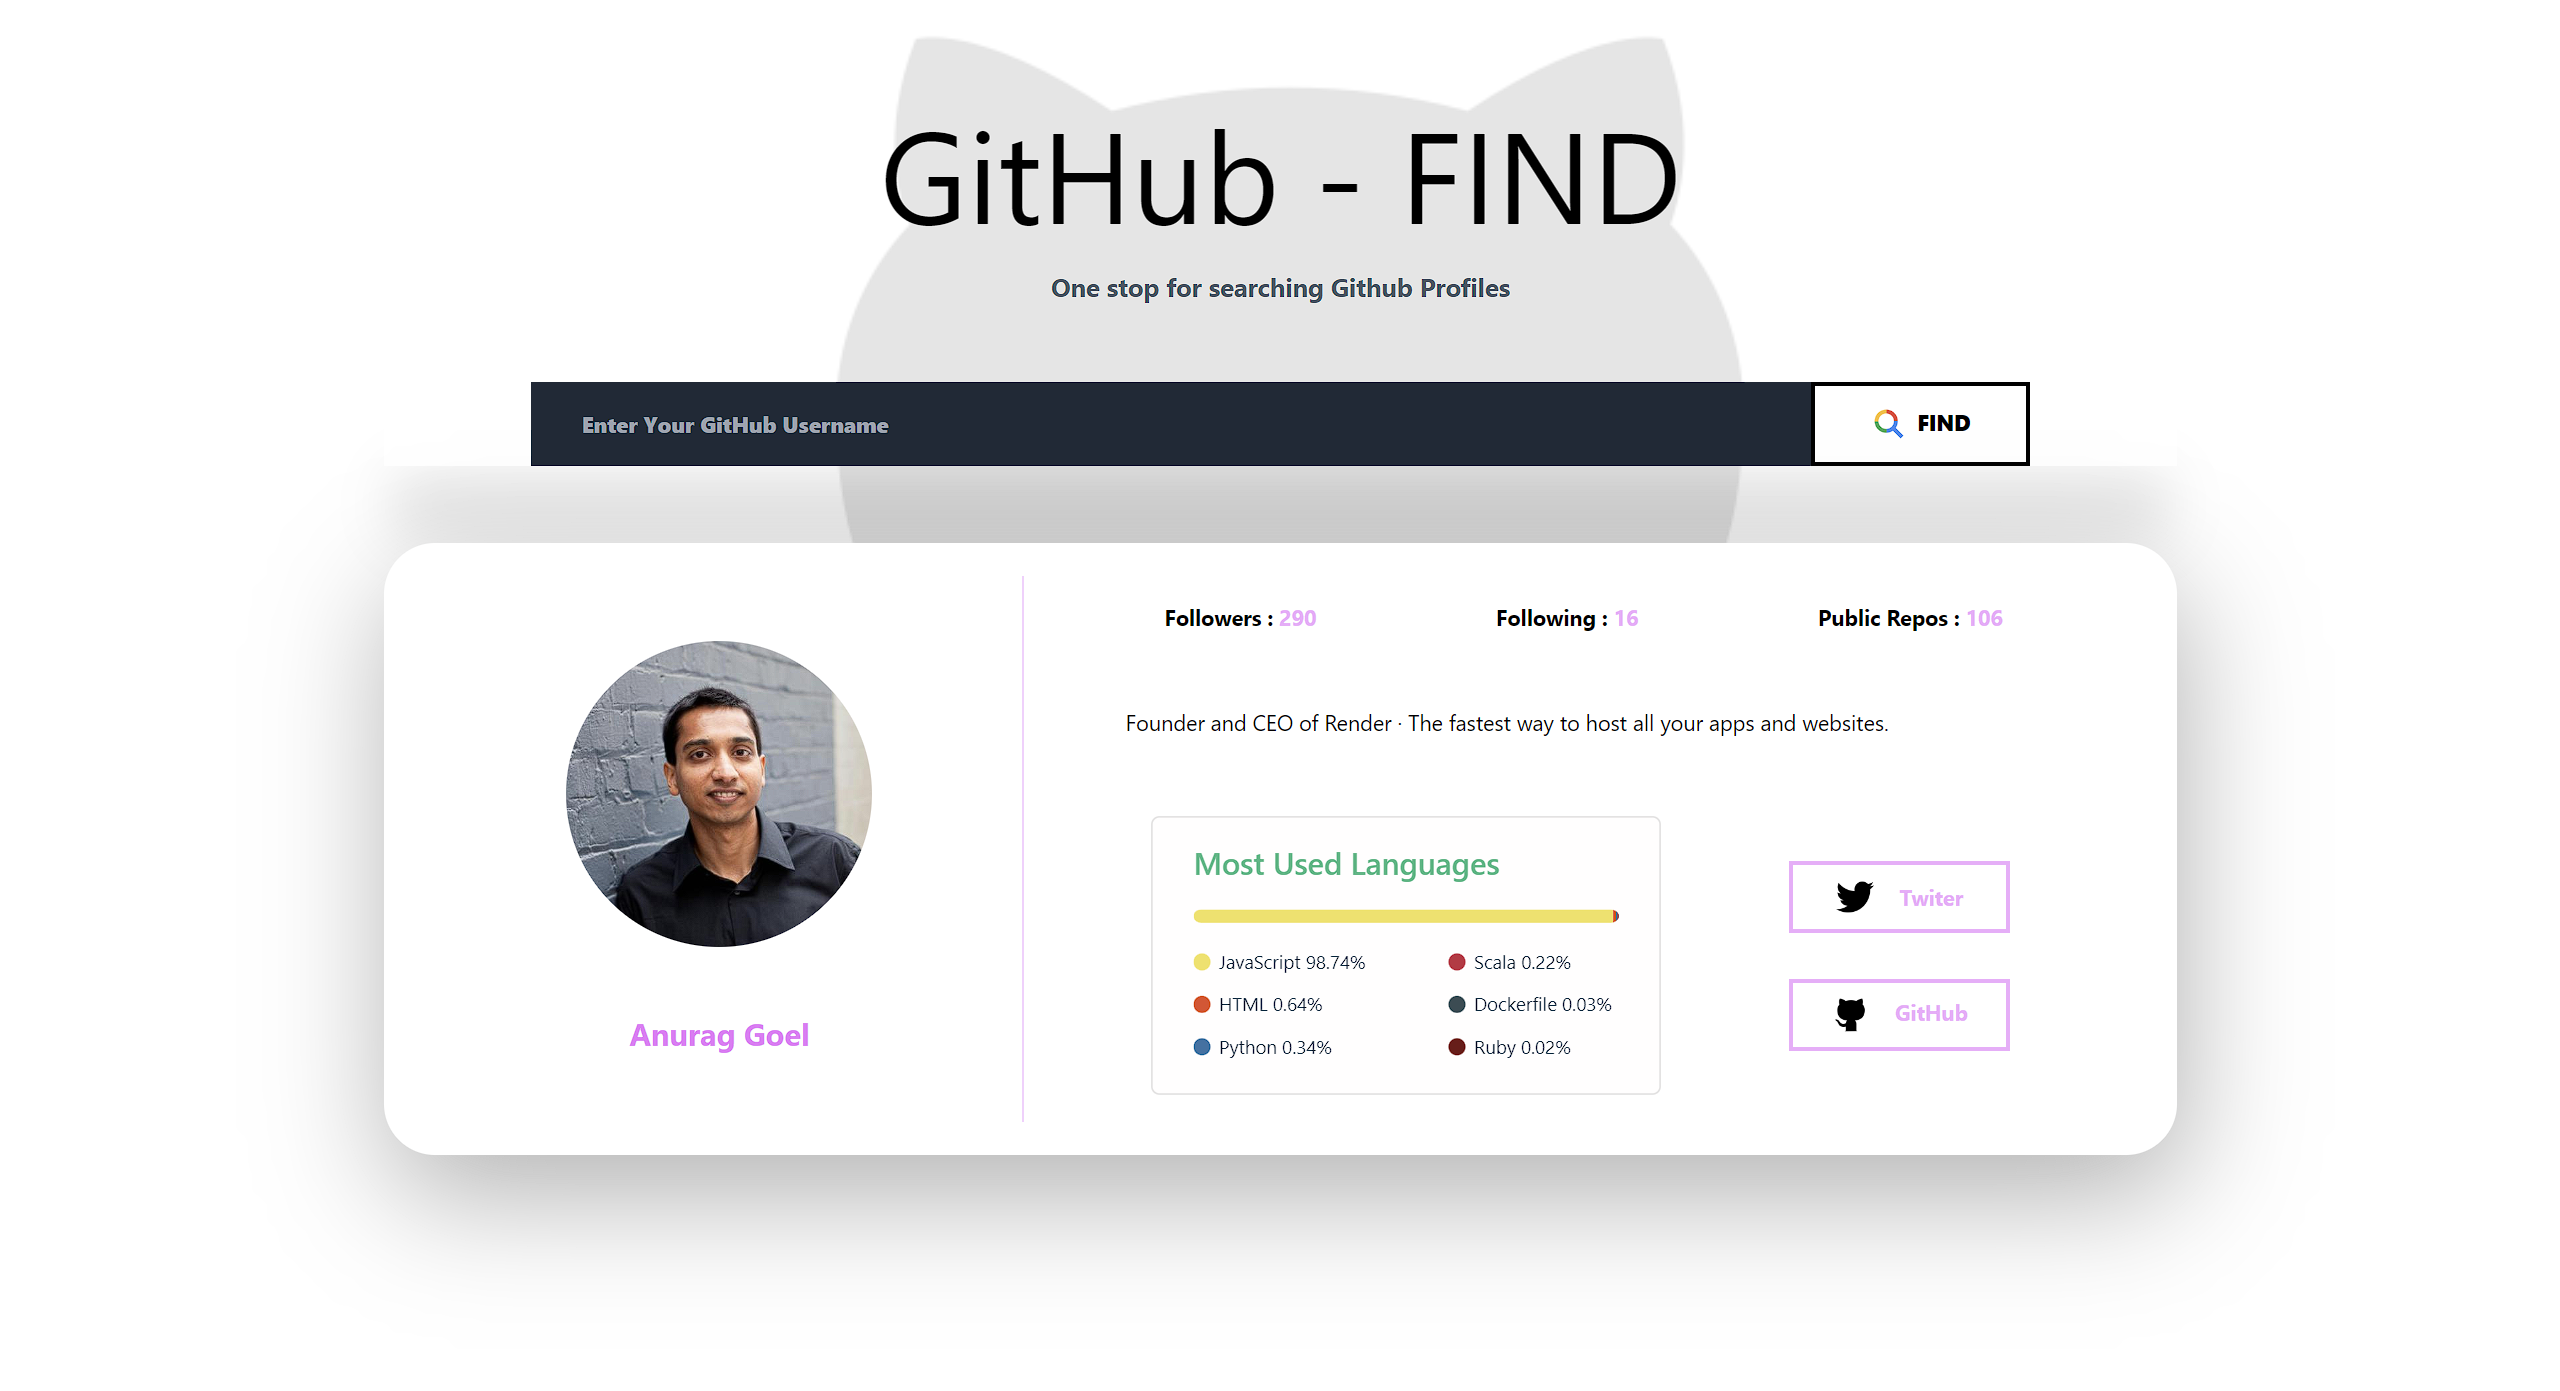 GitHub - FIND
One stop for searching Github Profiles
Enter Your GitHub Username
FIND
Anurag Goel
Followers : 290
Following : 16
Public Repos : 106
Founder and CEO of Render · The fastest way to host all your apps and websites.
Most Used Languages
JavaScript 98.74%
HTML 0.64%
Python 0.34%
Scala 0.22%
Dockerfile 0.03%
Ruby 0.02%
Twiter
GitHub